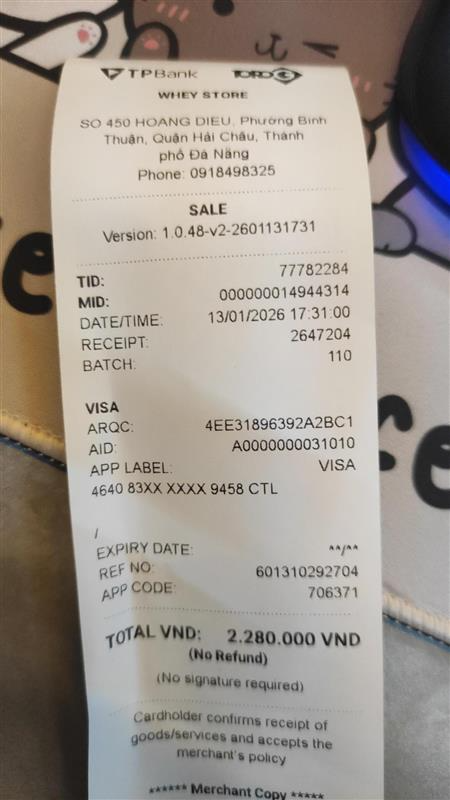 TPBank TORO
WHEY STORE
SO 450 HOANG DIEU, Phường Bình
Thuận, Quận Hải Châu, Thành
phố Đà Nẵng
Phone: 0918498325
SALE
Version: 1.0.48-v2-2601131731
TID: 77782284
MID: 000000014944314
DATE/TIME: 13/01/2026 17:31:00
RECEIPT: 2647204
BATCH: 110
VISA
ARQC: 4EE31896392A2BC1
AID: A0000000031010
APP LABEL: VISA
4640 83XX XXXX 9458 CTL
/
EXPIRY DATE: **/**
REF NO: 601310292704
APP CODE: 706371
TOTAL VND: 2.280.000 VND
(No Refund)
(No signature required)
Cardholder confirms receipt of
goods/services and accepts the
merchant's policy
****** Merchant Copy *****